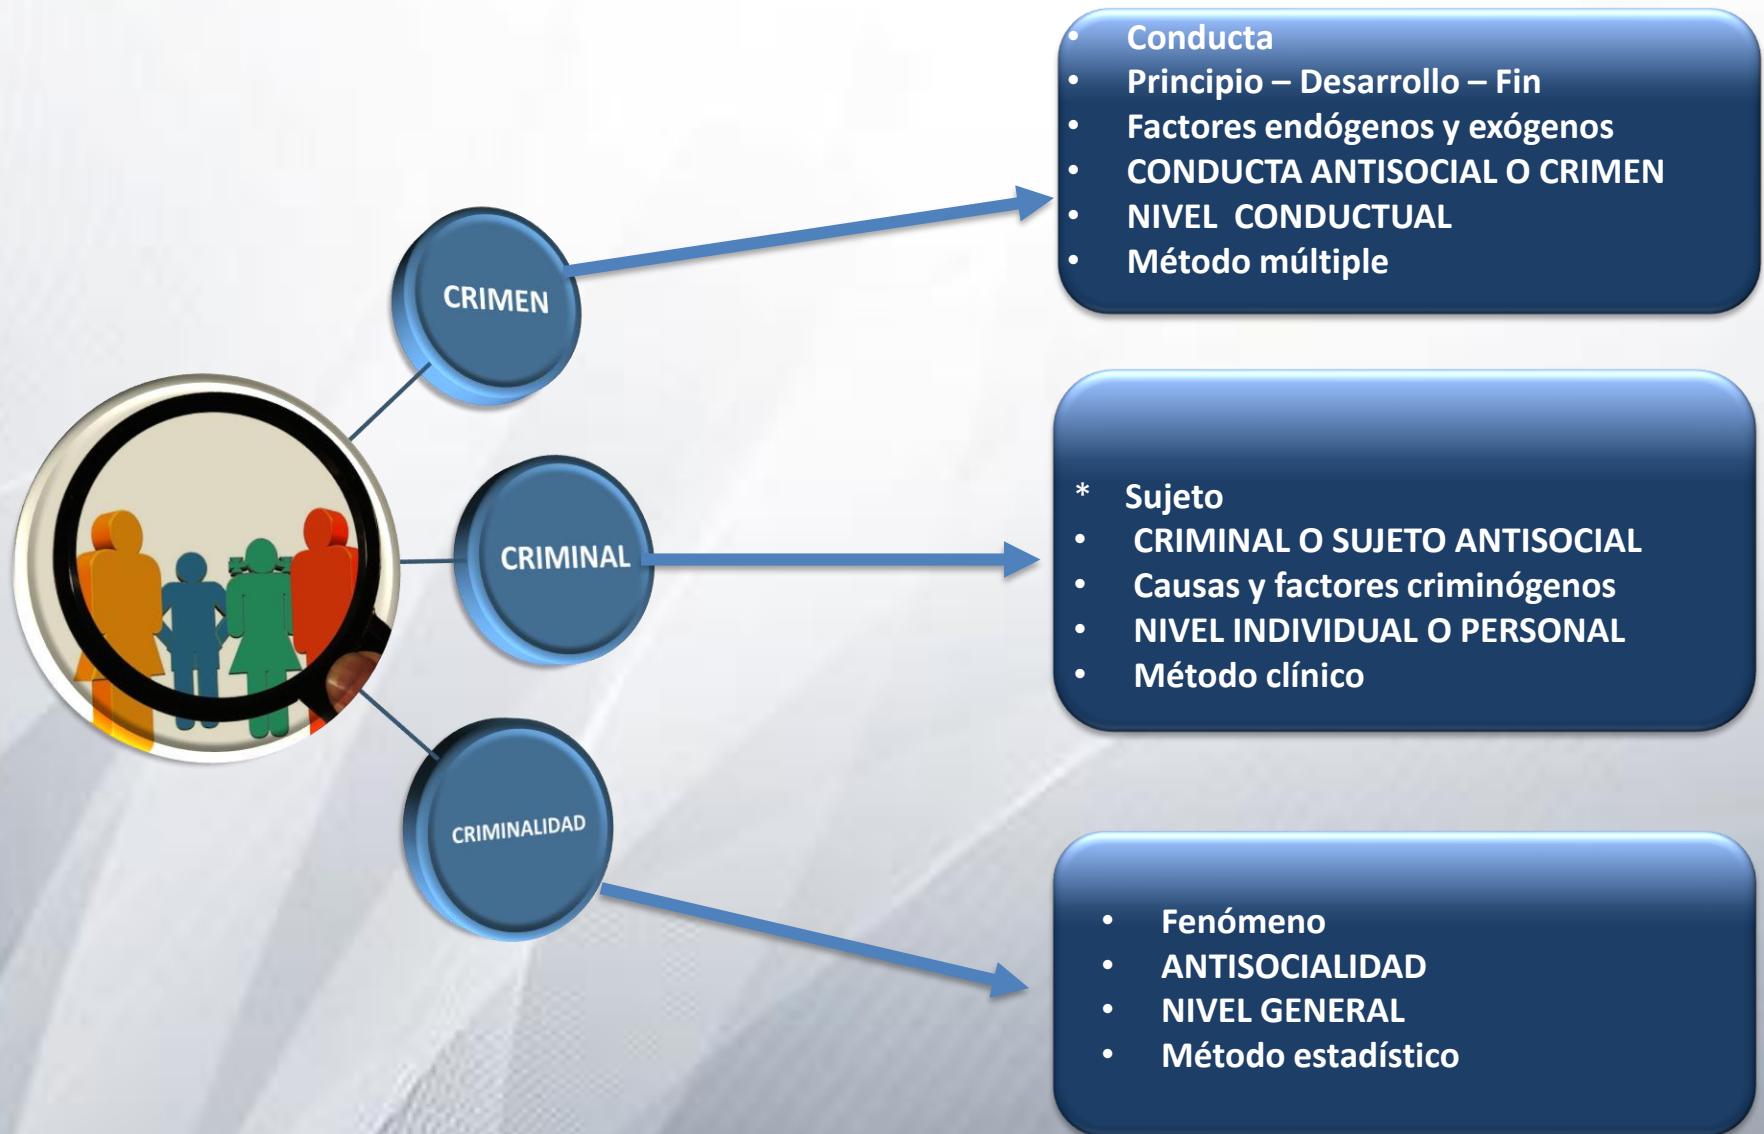 CRIMEN
• Conducta
• Principio – Desarrollo – Fin
• Factores endógenos y exógenos
• CONDUCTA ANTISOCIAL O CRIMEN
• NIVEL CONDUCTUAL
• Método múltiple
CRIMINAL
* Sujeto
• CRIMINAL O SUJETO ANTISOCIAL
• Causas y factores criminógenos
• NIVEL INDIVIDUAL O PERSONAL
• Método clínico
CRIMINALIDAD
• Fenómeno
• ANTISOCIALIDAD
• NIVEL GENERAL
• Método estadístico